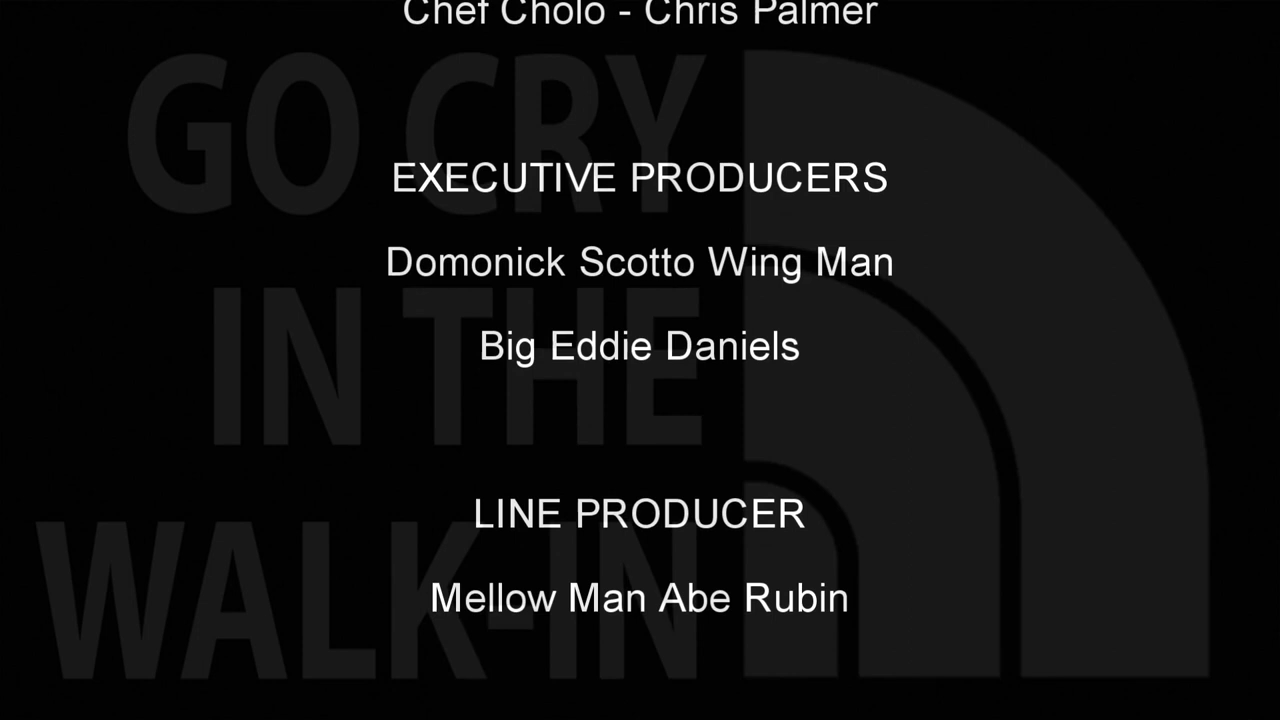 Chef Cholo - Chris Palmer
GO CRY
IN THE
WALK-IN
EXECUTIVE PRODUCERS
Domonick Scotto Wing Man
Big Eddie Daniels
LINE PRODUCER
Mellow Man Abe Rubin